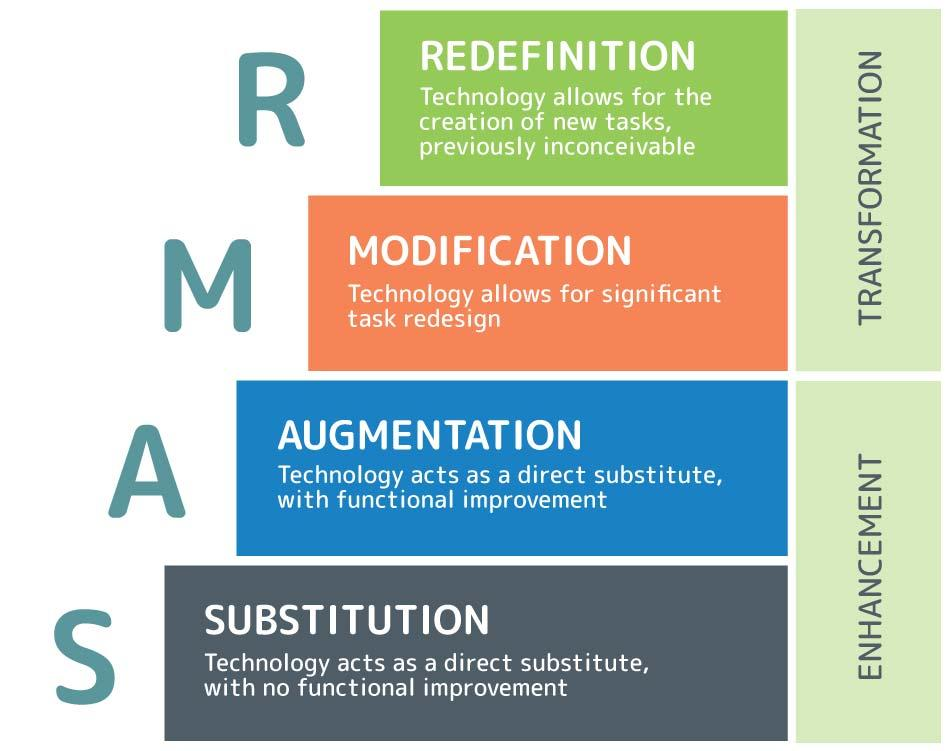 R
REDEFINITION
Technology allows for the
creation of new tasks,
previously inconceivable
M
MODIFICATION
Technology allows for significant
task redesign
TRANSFORMATION
A
AUGMENTATION
Technology acts as a direct substitute,
with functional improvement
S
SUBSTITUTION
Technology acts as a direct substitute,
with no functional improvement
ENHANCEMENT